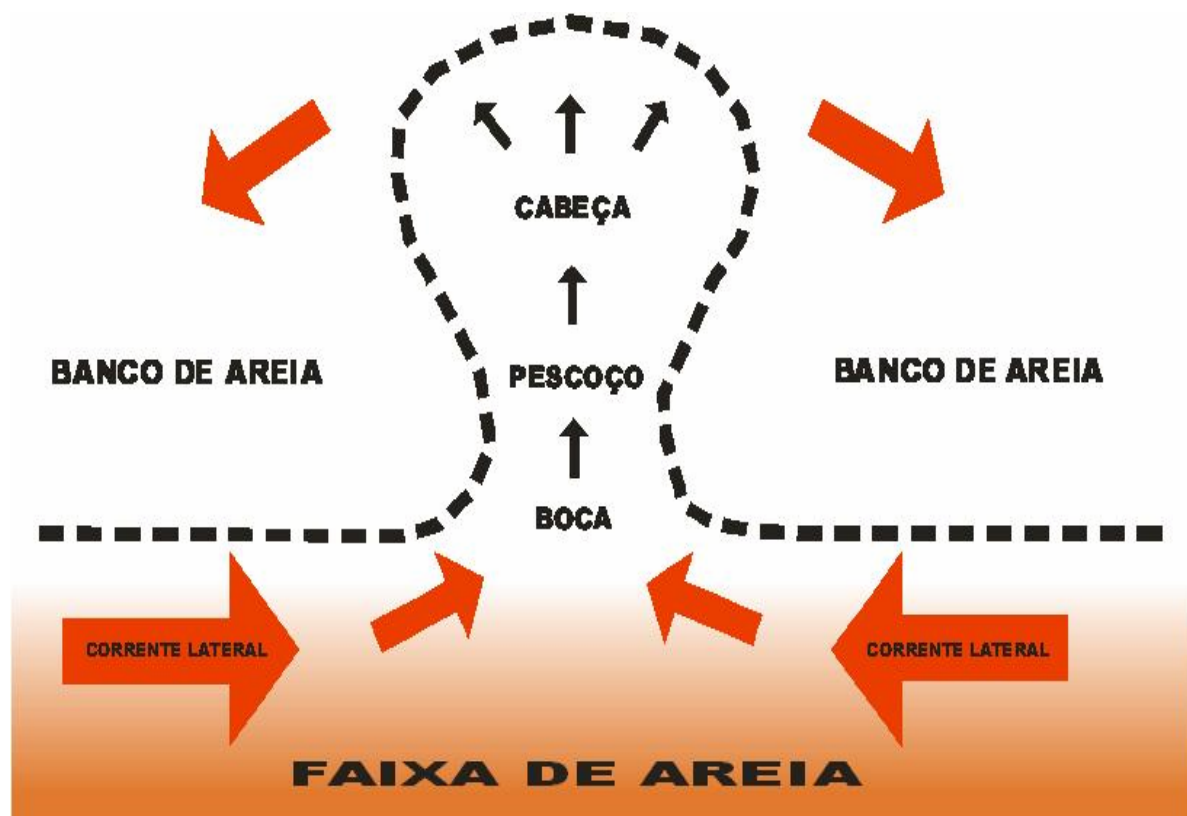 CABEÇA
BANCO DE AREIA
PESCOÇO
BANCO DE AREIA
BOCA
CORRENTE LATERAL
CORRENTE LATERAL
FAIXA DE AREIA